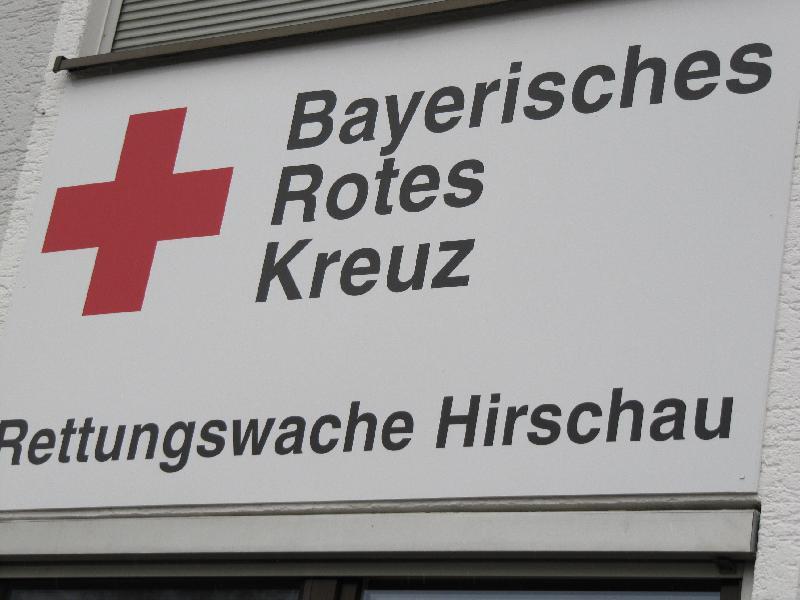 Bayerisches
Rotes
Kreuz
Rettungswache Hirschau